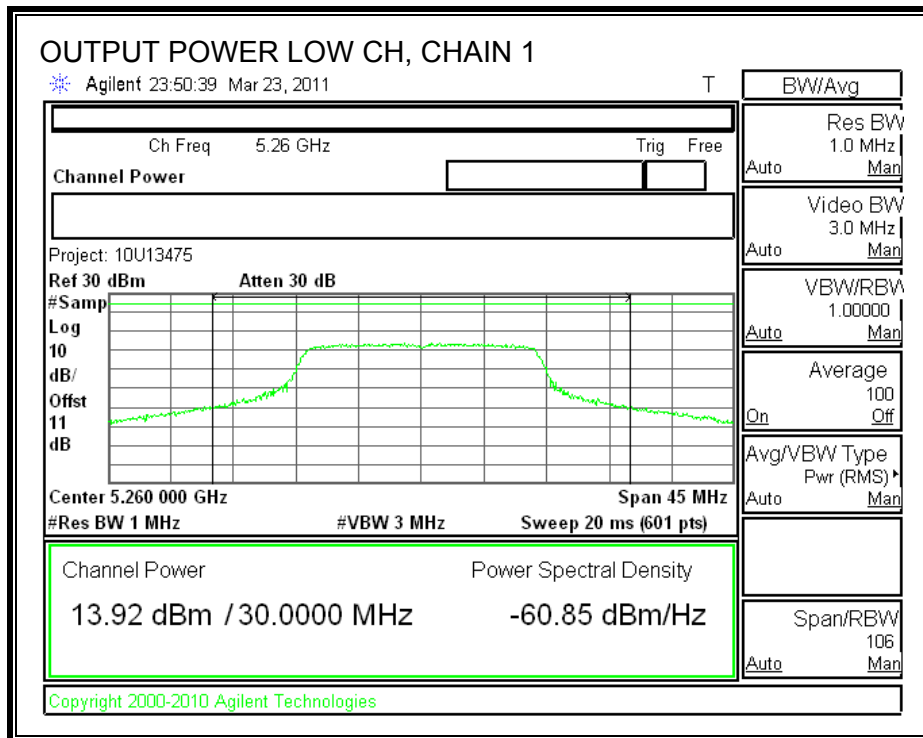 OUTPUT POWER LOW CH, CHAIN 1
Agilent 23:50:39 Mar 23, 2011 T
Ch Freq 5.26 GHz Trig Free
Channel Power
Project: 10U13475
Ref 30 dBm Atten 30 dB
#Samp
Log
10
dB/
Offst
11
dB
Center 5.260 000 GHz Span 45 MHz
#Res BW 1 MHz #VBW 3 MHz Sweep 20 ms (601 pts)
Channel Power Power Spectral Density
13.92 dBm / 30.0000 MHz -60.85 dBm/Hz
Copyright 2000-2010 Agilent Technologies
BW/Avg
Res BW
1.0 MHz
Auto Man
Video BW
3.0 MHz
Auto Man
VBW/RBW
1.00000
Auto Man
Average
100
On Off
Avg/VBW Type
Pwr (RMS)
Auto Man
Span/RBW
106
Auto Man